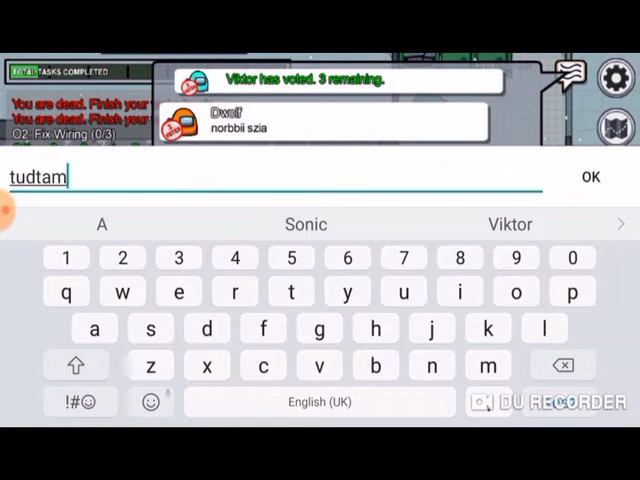 TOTAL TASKS COMPLETED
Viktor has voted. 3 remaining.
You are dead. Finish your
You are dead. Finish your
O2: Fix Wiring (0/3)
I VOTED
Dwolf
norbbii szia
tudtam
OK
A Sonic Viktor
1 2 3 4 5 6 7 8 9 0
q w e r t y u i o p
a s d f g h j k l
z x c v b n m
!#
English (UK)
DU RECORDER